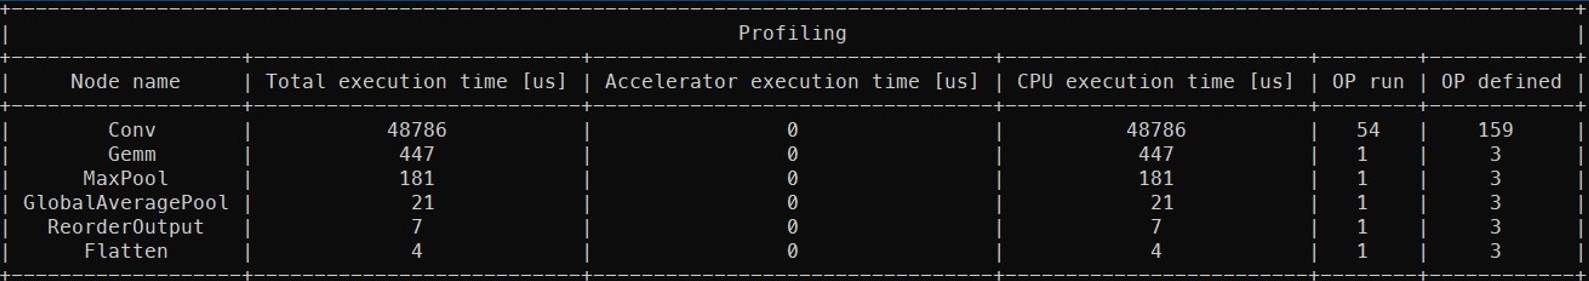 Profiling
Node name | Total execution time [us] | Accelerator execution time [us] | CPU execution time [us] | OP run | OP defined
Conv | 48786 | 0 | 48786 | 54 | 159
Gemm | 447 | 0 | 447 | 1 | 3
MaxPool | 181 | 0 | 181 | 1 | 3
GlobalAveragePool | 21 | 0 | 21 | 1 | 3
ReorderOutput | 7 | 0 | 7 | 1 | 3
Flatten | 4 | 0 | 4 | 1 | 3